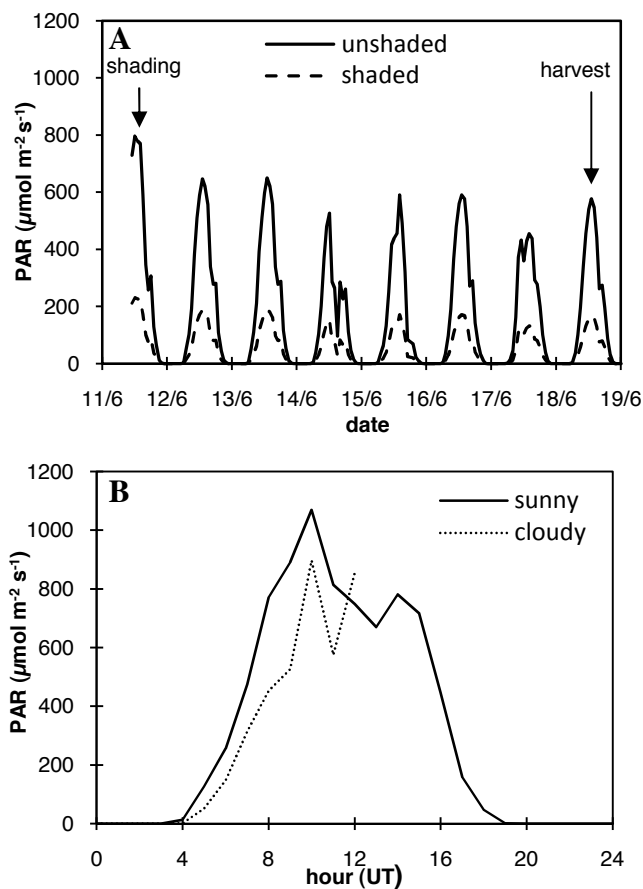 1200
A
unshaded
shading
shaded
harvest
1000
800
600
400
200
0
PAR (µmol m⁻² s⁻¹)
11/6 12/6 13/6 14/6 15/6 16/6 17/6 18/6 19/6
date
1200
B
sunny
cloudy
1000
800
600
400
200
0
PAR (µmol m⁻² s⁻¹)
0 4 8 12 16 20 24
hour (UT)